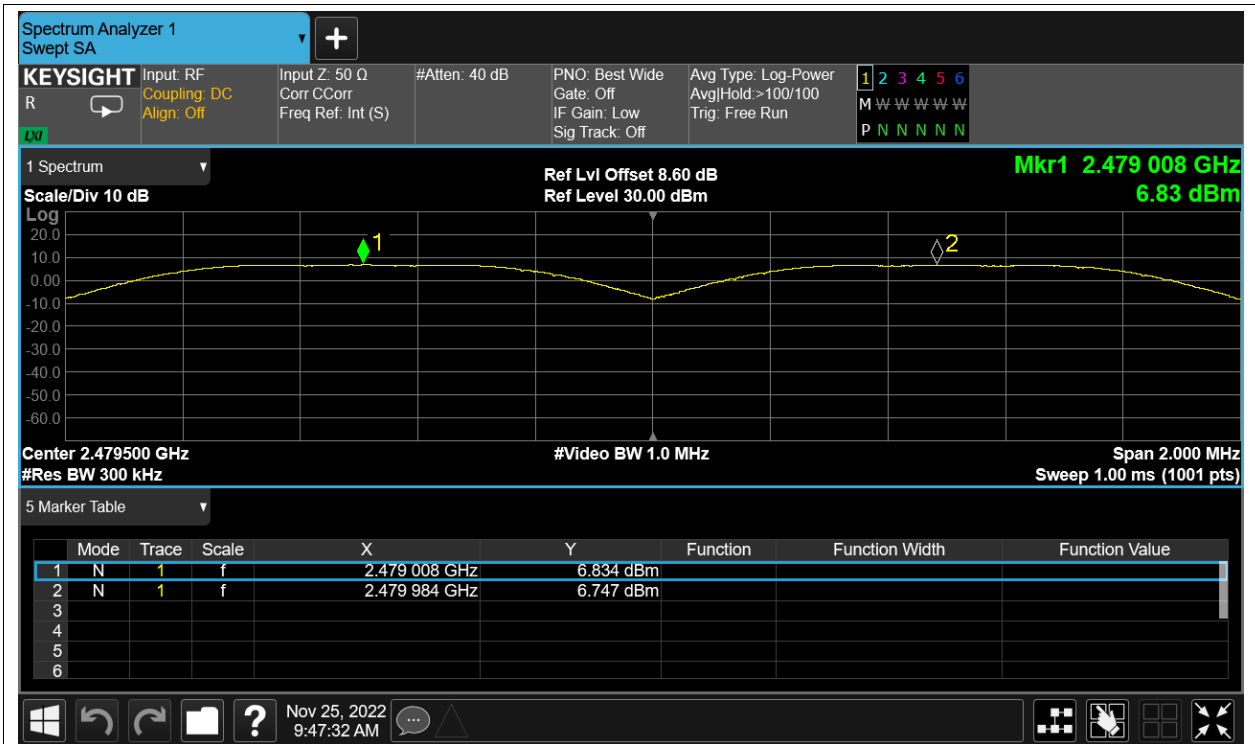 Spectrum Analyzer 1
Swept SA
KEYSIGHT
R
LXI
Input: RF
Coupling: DC
Align: Off
Input Z: 50 Ω
Corr CCorr
Freq Ref: Int (S)
#Atten: 40 dB
PNO: Best Wide
Gate: Off
IF Gain: Low
Sig Track: Off
Avg Type: Log-Power
Avg|Hold:>100/100
Trig: Free Run
1 2 3 4 5 6
M W W W W W
P N N N N N
1 Spectrum
Scale/Div 10 dB
Ref Lvl Offset 8.60 dB
Ref Level 30.00 dBm
Mkr1 2.479 008 GHz
6.83 dBm
Log
20.0
10.0
0.00
-10.0
-20.0
-30.0
-40.0
-50.0
-60.0
1
2
Center 2.479500 GHz
#Video BW 1.0 MHz
Span 2.000 MHz
#Res BW 300 kHz
Sweep 1.00 ms (1001 pts)
5 Marker Table
Mode Trace Scale X Y Function Function Width Function Value
1 N 1 f 2.479 008 GHz 6.834 dBm
2 N 1 f 2.479 984 GHz 6.747 dBm
3
4
5
6
?
Nov 25, 2022
9:47:32 AM